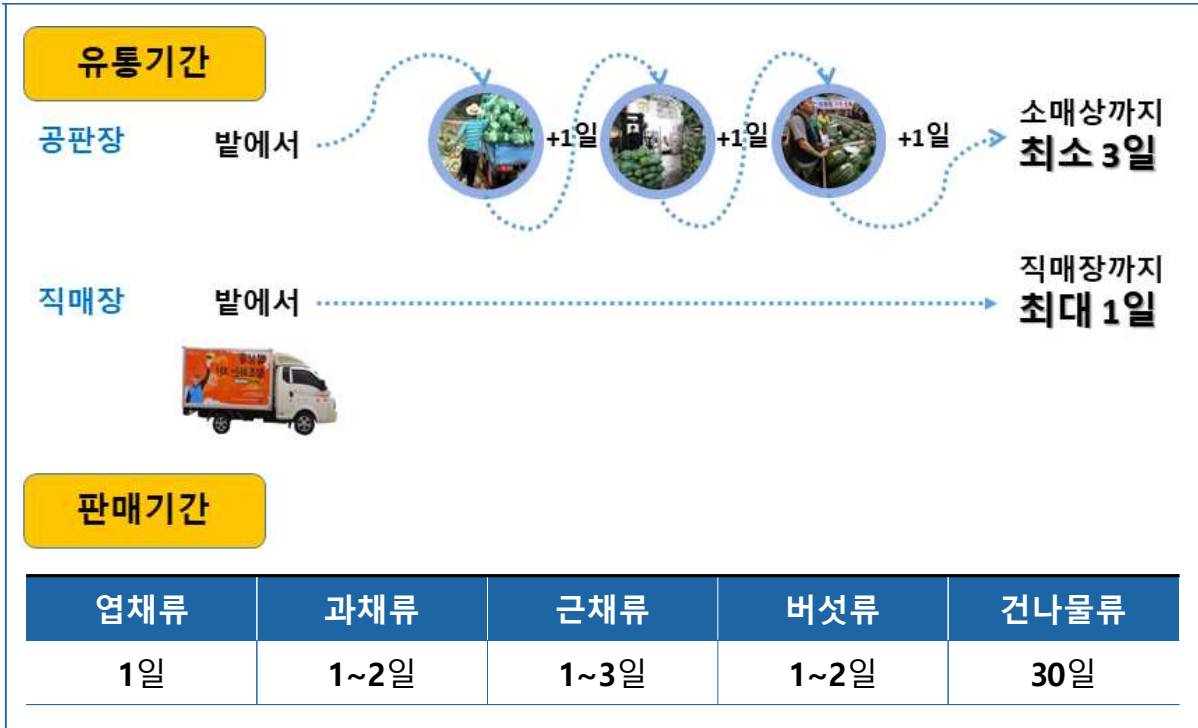 유통기간
공판장 밭에서 +1일 +1일 +1일 소매상까지
최소 3일
직매장 밭에서 직매장까지
최대 1일
판매기간
엽채류 과채류 근채류 버섯류 건나물류
1일 1~2일 1~3일 1~2일 30일